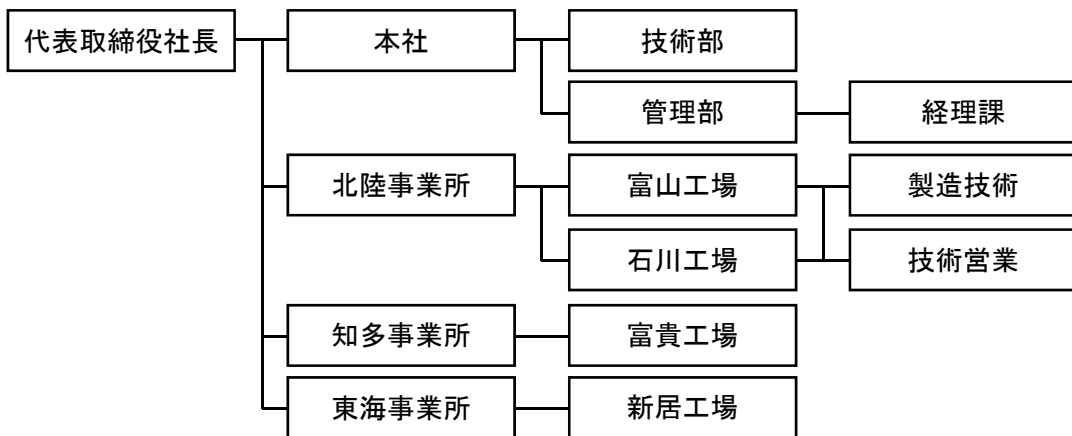 代表取締役社長
本社
技術部
管理部
経理課
北陸事業所
富山工場
製造技術
石川工場
技術営業
知多事業所
富貴工場
東海事業所
新居工場